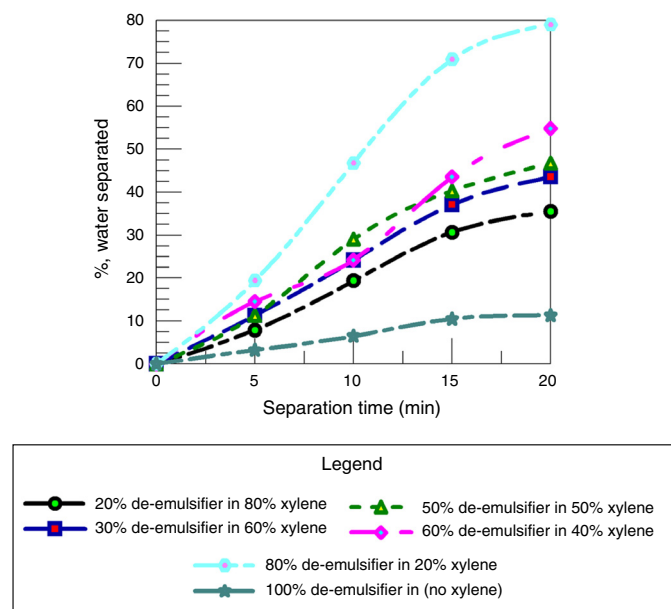 80
70
60
50
40
30
20
10
0
%, water separated
0 5 10 15 20
Separation time (min)
Legend
20% de-emulsifier in 80% xylene
50% de-emulsifier in 50% xylene
30% de-emulsifier in 60% xylene
60% de-emulsifier in 40% xylene
80% de-emulsifier in 20% xylene
100% de-emulsifier in (no xylene)